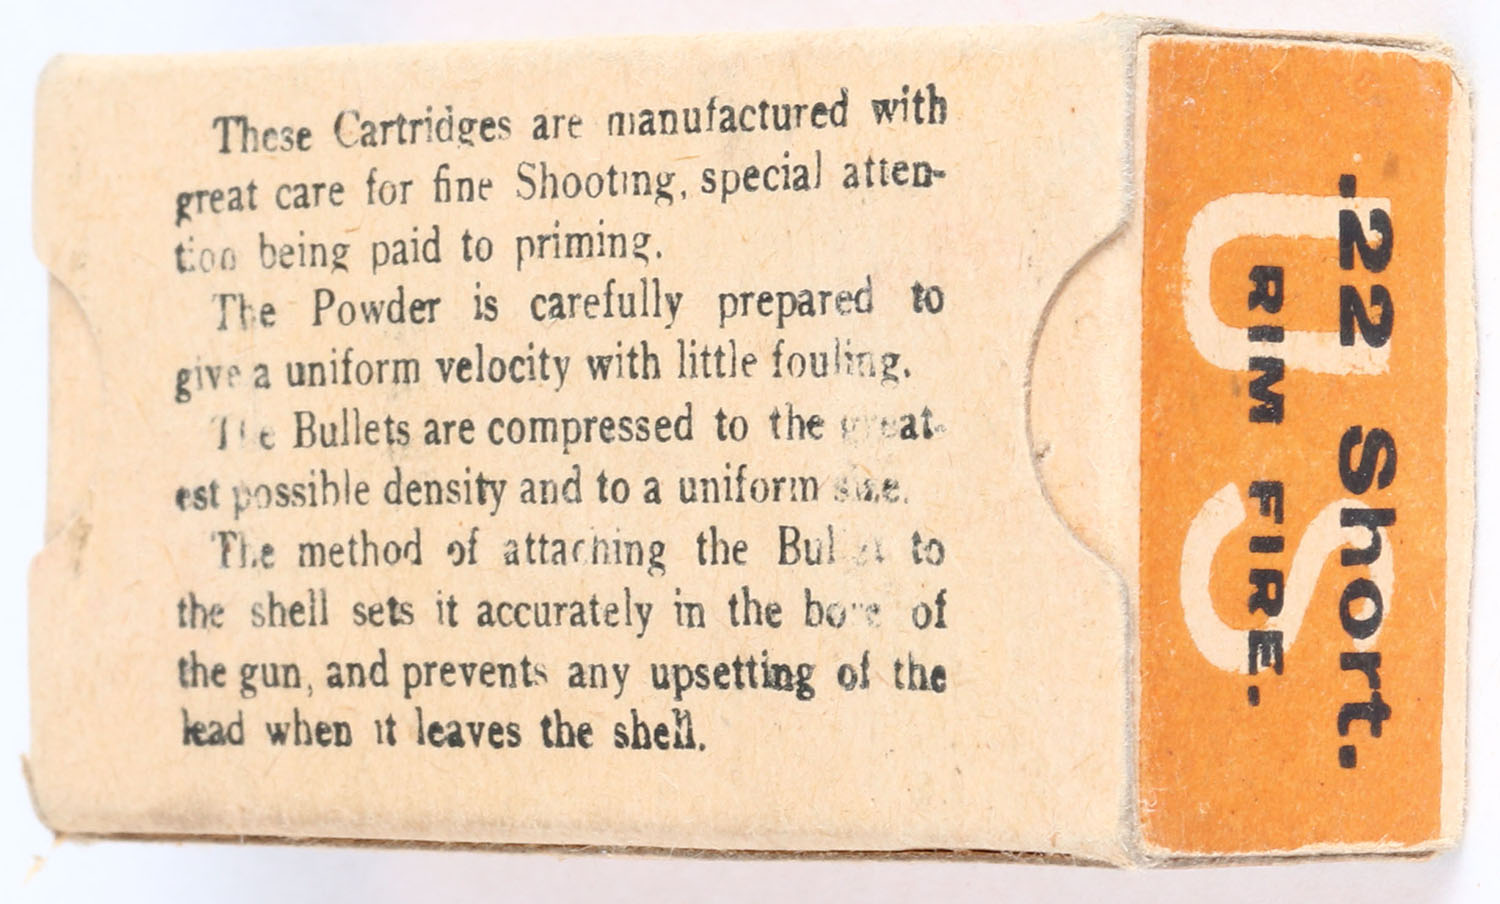 These Cartridges are manufactured with
great care for fine Shooting, special atten-
tion being paid to priming.
The Powder is carefully prepared to
give a uniform velocity with little fouling.
The Bullets are compressed to the great-
est possible density and to a uniform size.
The method of attaching the Bullet to
the shell sets it accurately in the bore of
the gun, and prevents any upsetting of the
lead when it leaves the shell.
.22 Short.
RIM FIRE.
US